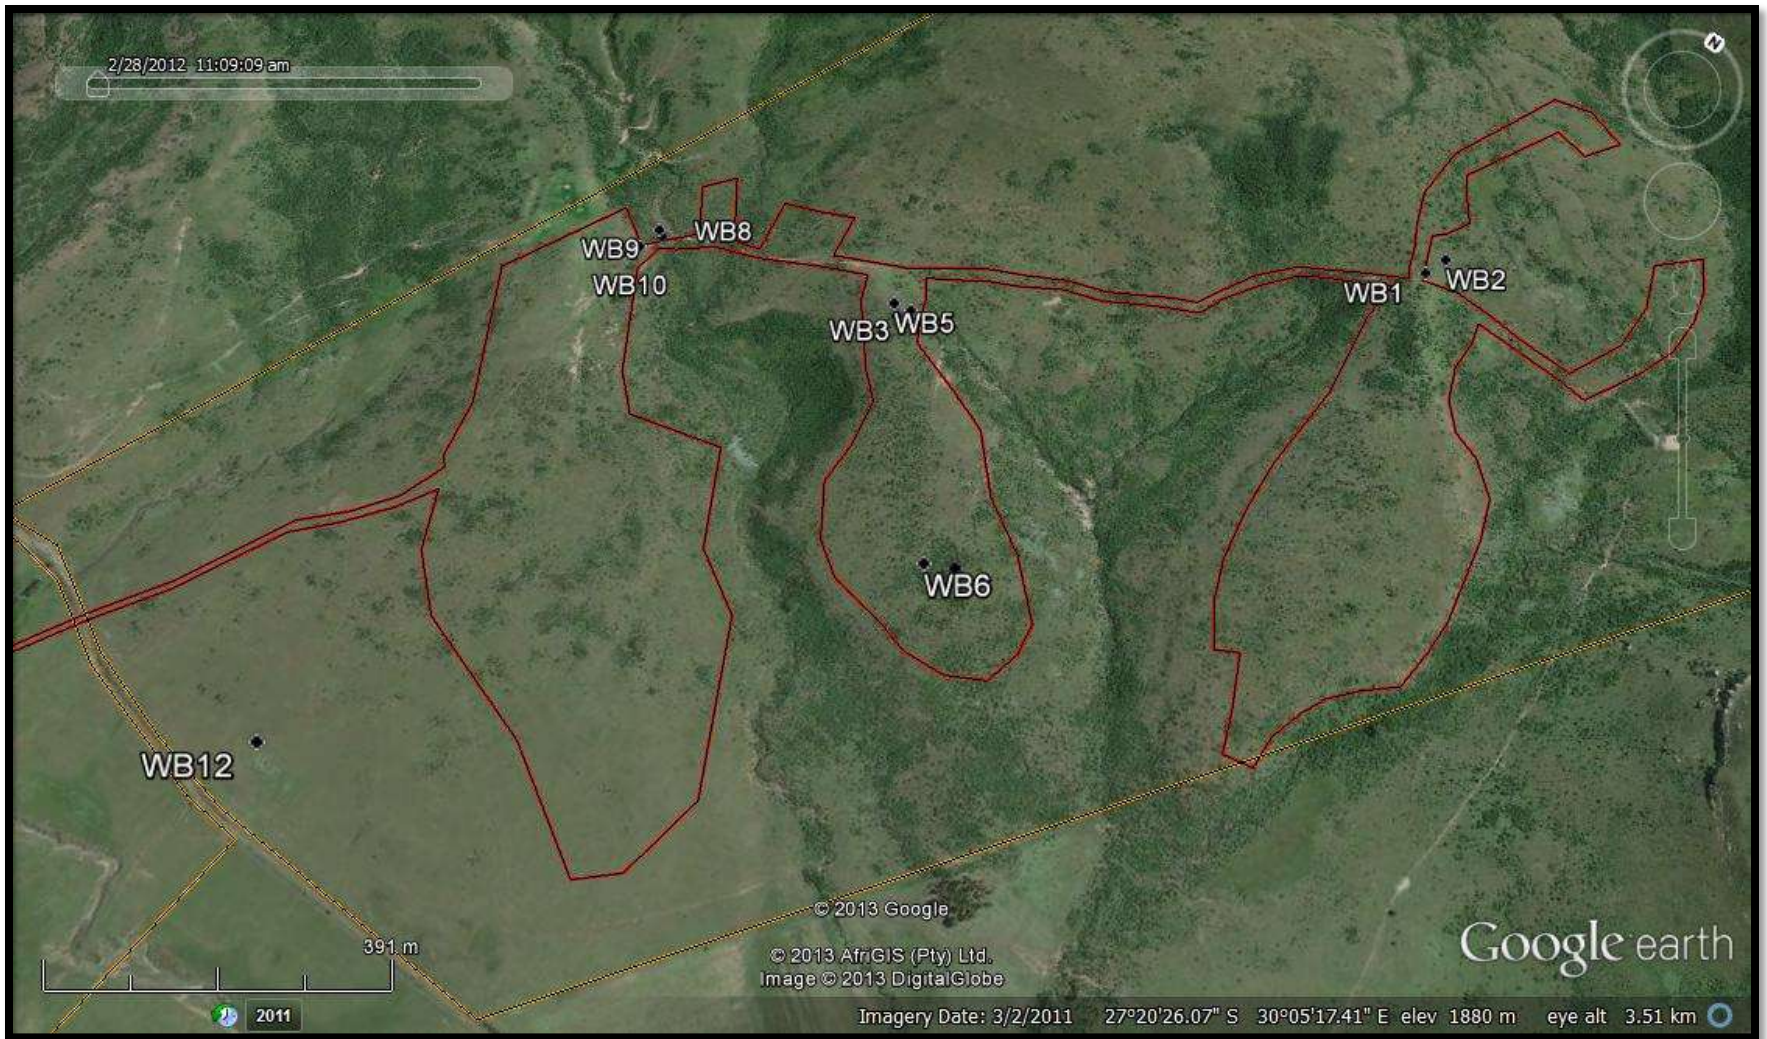 N
2/28/2012 11:09:09 am
WB8
WB9
WB10
WB2
WB1
WB3
WB5
WB6
WB12
© 2013 Google
391 m
© 2013 AfriGIS (Pty) Ltd.
Image © 2013 DigitalGlobe
Google earth
2011
Imagery Date: 3/2/2011 27°20'26.07" S 30°05'17.41" E elev 1880 m eye alt 3.51 km